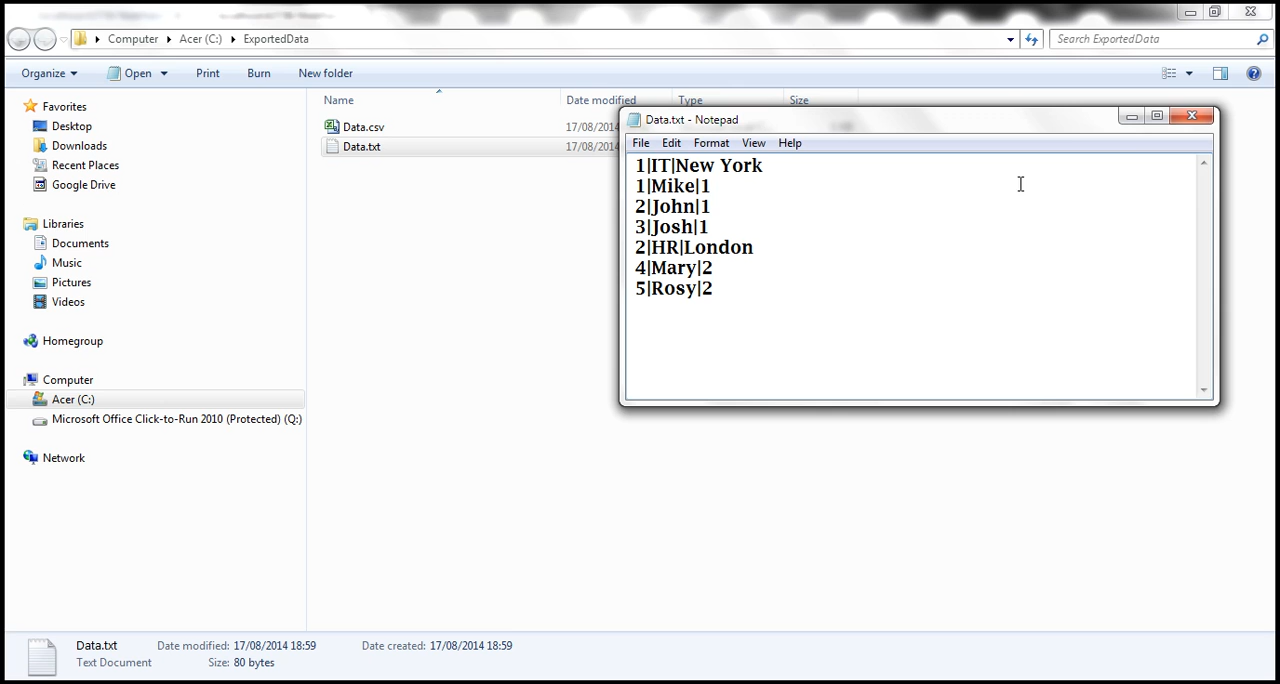 Computer Acer (C:) ExportedData
Search ExportedData
Organize Open Print Burn New folder
Favorites
Desktop
Downloads
Recent Places
Google Drive
Libraries
Documents
Music
Pictures
Videos
Homegroup
Computer
Acer (C:)
Microsoft Office Click-to-Run 2010 (Protected) (Q:)
Network
Name Date modified Type Size
Data.csv 17/08/2014
Data.txt 17/08/2014
Data.txt - Notepad
File Edit Format View Help
1|IT|New York
1|Mike|1
2|John|1
3|Josh|1
2|HR|London
4|Mary|2
5|Rosy|2
Data.txt Date modified: 17/08/2014 18:59 Date created: 17/08/2014 18:59
Text Document Size: 80 bytes